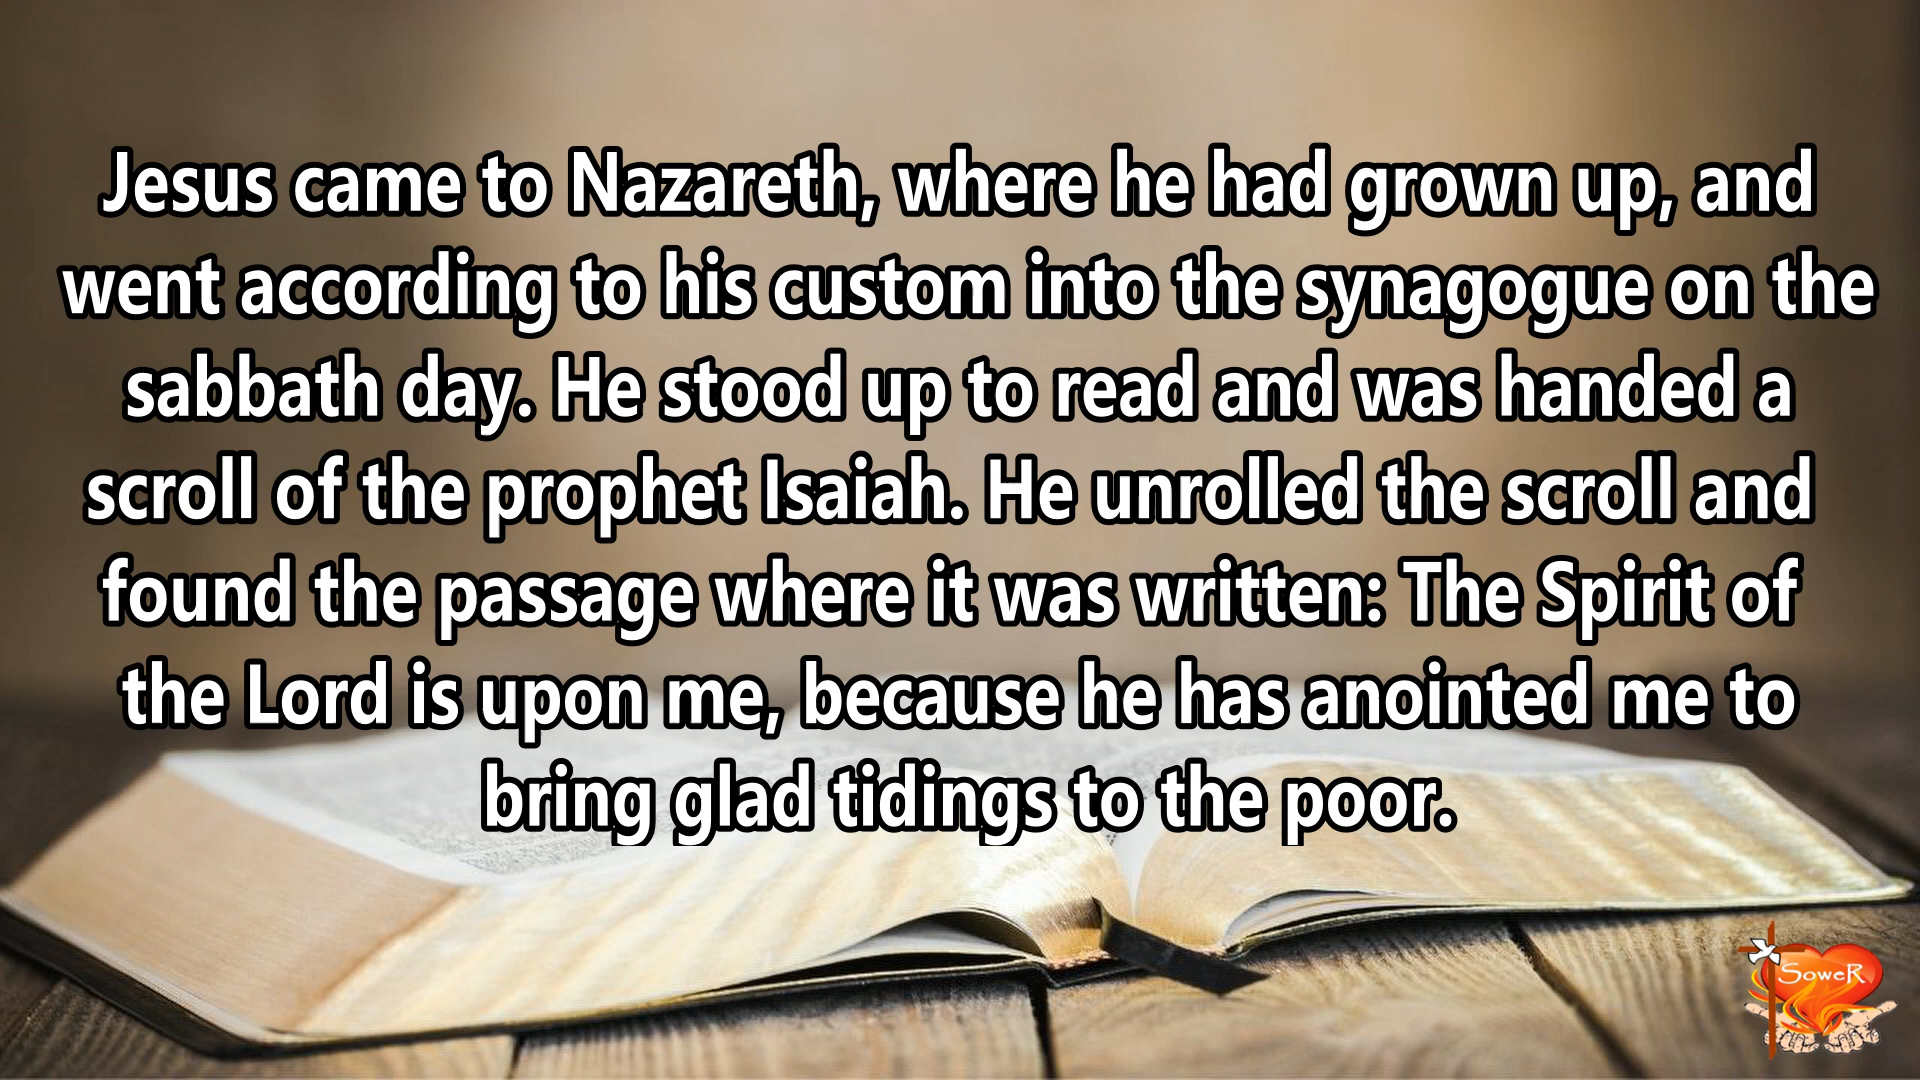 Jesus came to Nazareth, where he had grown up, and
went according to his custom into the synagogue on the
sabbath day. He stood up to read and was handed a
scroll of the prophet Isaiah. He unrolled the scroll and
found the passage where it was written: The Spirit of
the Lord is upon me, because he has anointed me to
bring glad tidings to the poor.
SoweR